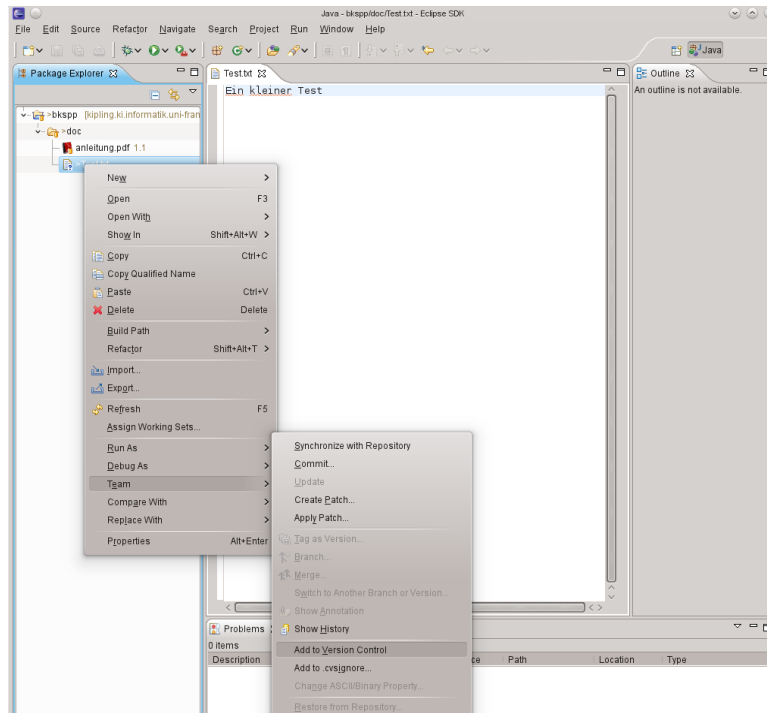 Java - bkspp/doc/Test.txt - Eclipse SDK
File Edit Source Refactor Navigate Search Project Run Window Help
Java
Package Explorer
Test.txt
Outline
Ein kleiner Test
An outline is not available.
>bkspp [kipling.ki.informatik.uni-fran
>doc
anleitung.pdf 1.1
New
Open F3
Open With
Show In Shift+Alt+W
Copy Ctrl+C
Copy Qualified Name
Paste Ctrl+V
Delete Delete
Build Path
Refactor Shift+Alt+T
Import...
Export...
Refresh F5
Assign Working Sets...
Run As
Debug As
Team
Compare With
Replace With
Properties Alt+Enter
Synchronize with Repository
Commit...
Update
Create Patch...
Apply Patch...
Tag as Version...
Branch...
Merge...
Switch to Another Branch or Version...
Show Annotation
Show History
Add to Version Control
Add to .cvsignore...
Change ASCII/Binary Property...
Restore from Repository...
Problems
0 items
Description Path Location Type